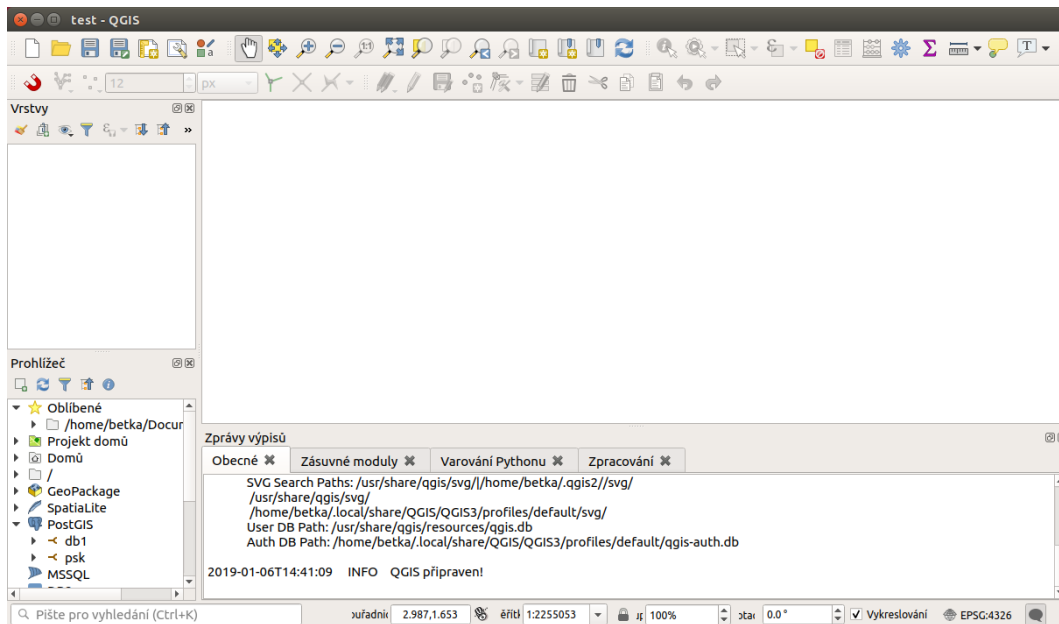 test - QGIS
12
px
Vrstvy
»
Prohlížeč
Oblíbené
/home/betka/Docur
Projekt domů
Domů
/
GeoPackage
SpatiaLite
PostGIS
db1
psk
MSSQL
Zprávy výpisů
Obecné
Zásuvné moduly
Varování Pythonu
Zpracování
SVG Search Paths: /usr/share/qgis/svg/|/home/betka/.qgis2//svg/
/usr/share/qgis/svg/
/home/betka/.local/share/QGIS/QGIS3/profiles/default/svg/
User DB Path: /usr/share/qgis/resources/qgis.db
Auth DB Path: /home/betka/.local/share/QGIS/QGIS3/profiles/default/qgis-auth.db
2019-01-06T14:41:09 INFO QGIS připraven!
Pište pro vyhledání (Ctrl+K)
2.987,1.653
1:2255053
100%
0.0 °
Vykreslování
EPSG:4326